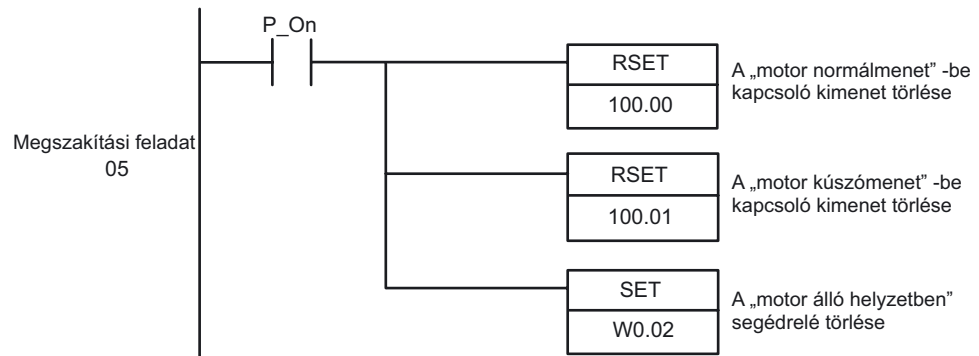 P_On
RSET
100.00
A „motor normálmenet” -be
kapcsoló kimenet törlése
Megszakítási feladat
05
RSET
100.01
A „motor kúszómenet” -be
kapcsoló kimenet törlése
SET
W0.02
A „motor álló helyzetben”
segédrelé törlése